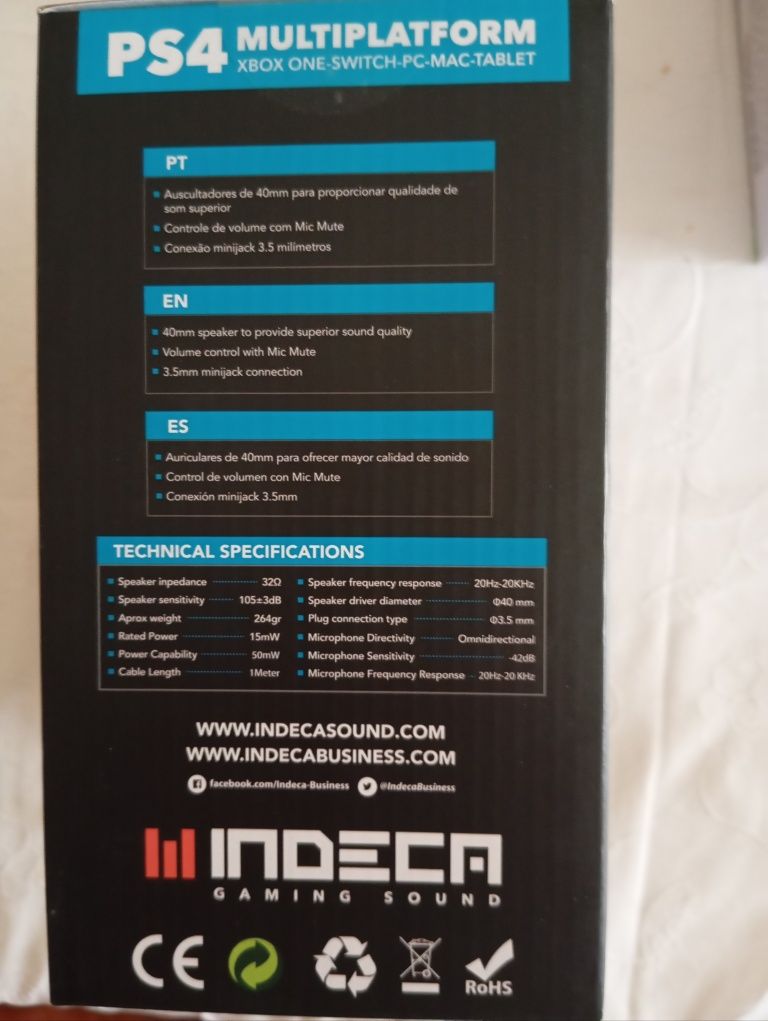 PS4 MULTIPLATFORM
XBOX ONE-SWITCH-PC-MAC-TABLET
PT
Auscultadores de 40mm para proporcionar qualidade de
som superior
Controle de volume com Mic Mute
Conexão minijack 3.5 milímetros
EN
40mm speaker to provide superior sound quality
Volume control with Mic Mute
3.5mm minijack connection
ES
Auriculares de 40mm para ofrecer mayor calidad de sonido
Control de volumen con Mic Mute
Conexión minijack 3.5mm
TECHNICAL SPECIFICATIONS
Speaker inpedance 32Ω
Speaker sensitivity 105±3dB
Aprox weight 264gr
Rated Power 15mW
Power Capability 50mW
Cable Length 1Meter
Speaker frequency response 20Hz-20KHz
Speaker driver diameter Φ40 mm
Plug connection type Φ3.5 mm
Microphone Directivity Omnidirectional
Microphone Sensitivity -42dB
Microphone Frequency Response 20Hz-20 KHz
WWW.INDECASOUND.COM
WWW.INDECABUSINESS.COM
facebook.com/Indeca-Business @IndecaBusiness
INDECA
GAMING SOUND
CE
RoHS